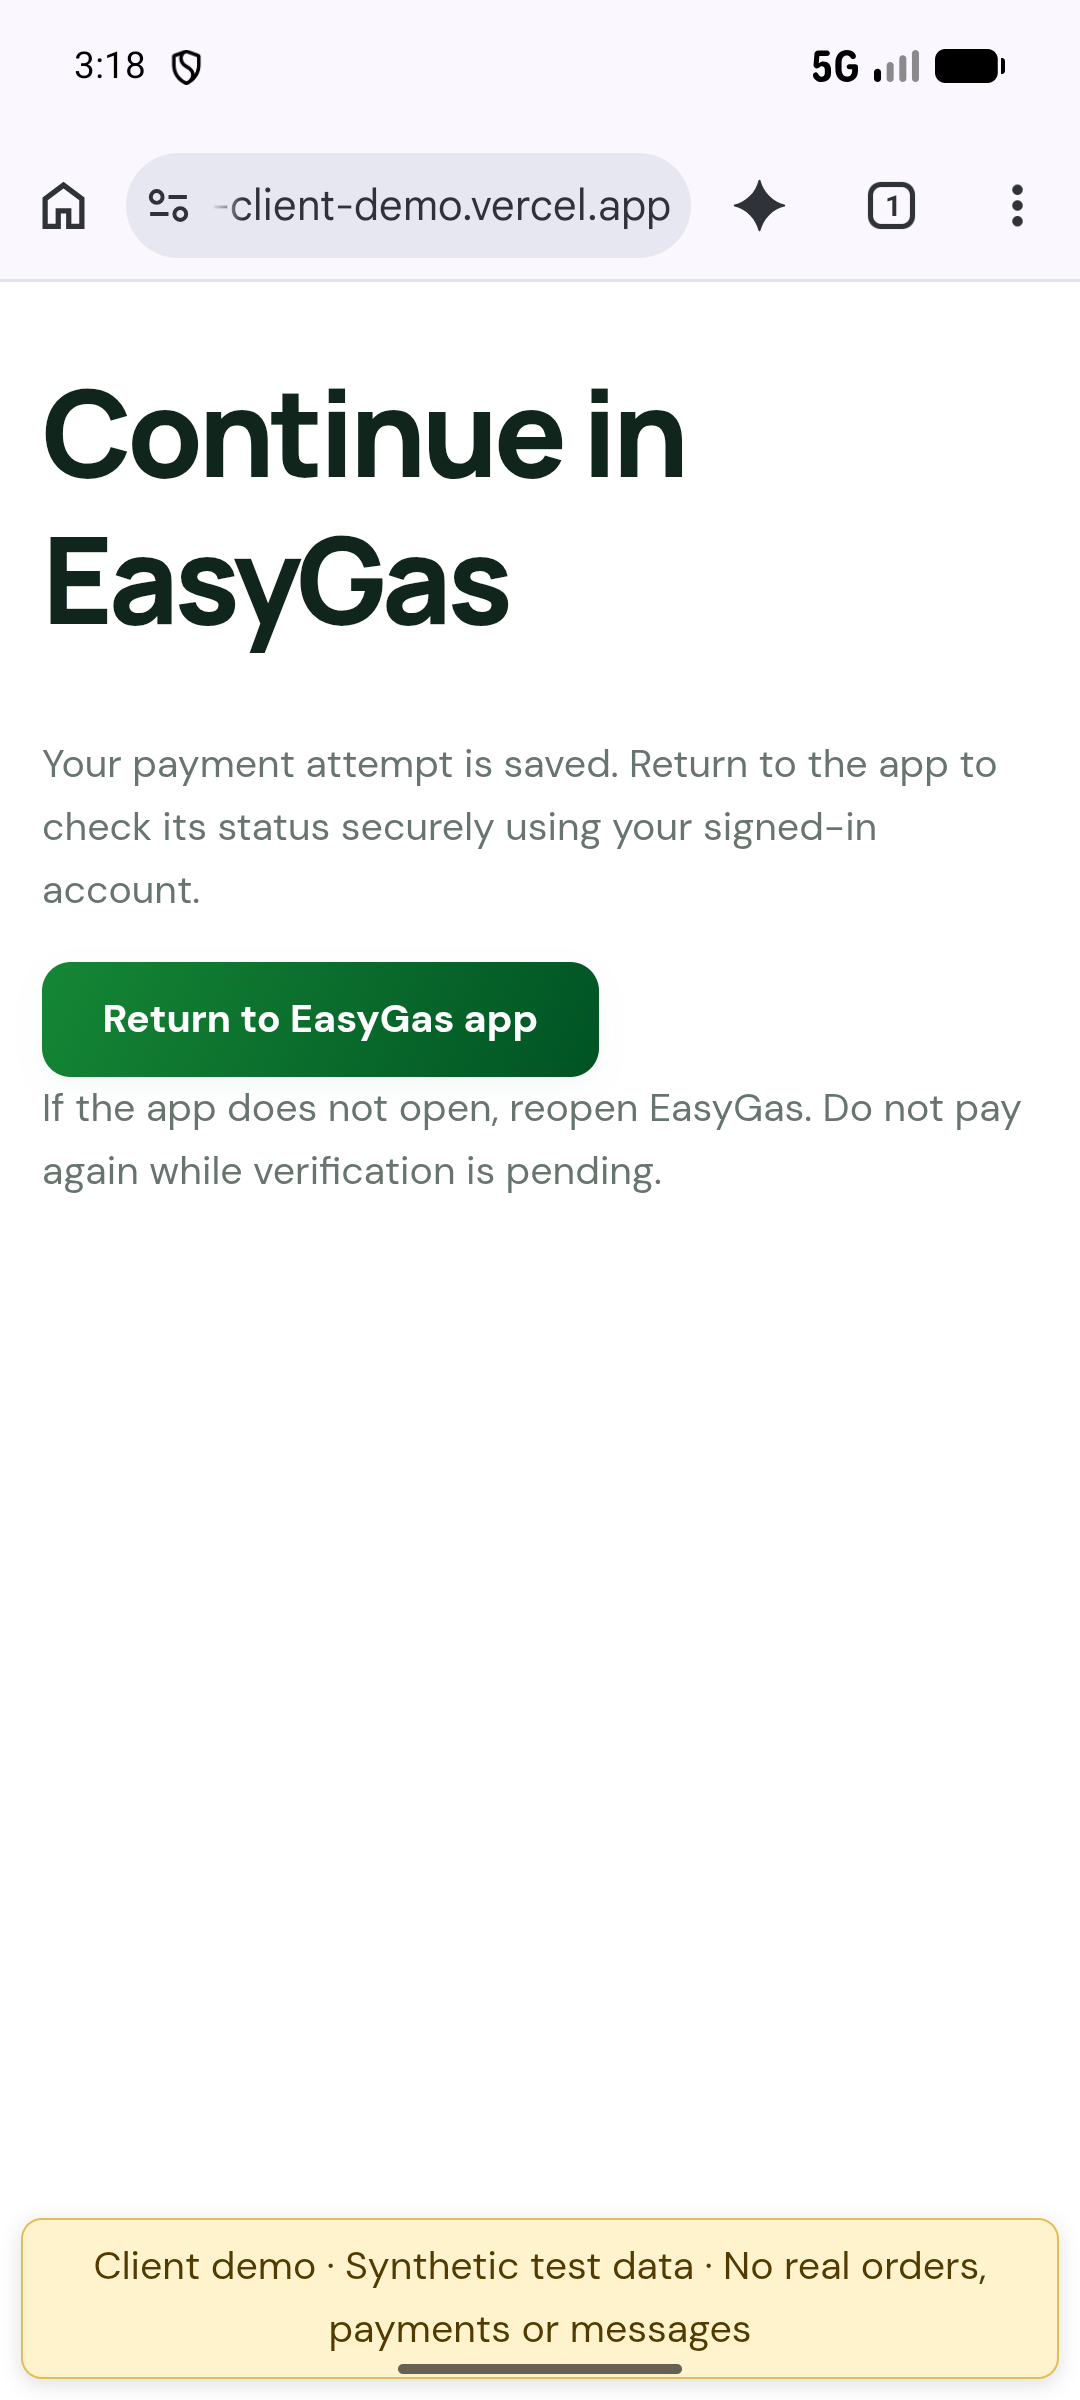 3:18
5G
-client-demo.vercel.app
1
Continue in
EasyGas
Your payment attempt is saved. Return to the app to
check its status securely using your signed-in
account.
Return to EasyGas app
If the app does not open, reopen EasyGas. Do not pay
again while verification is pending.
Client demo · Synthetic test data · No real orders,
payments or messages